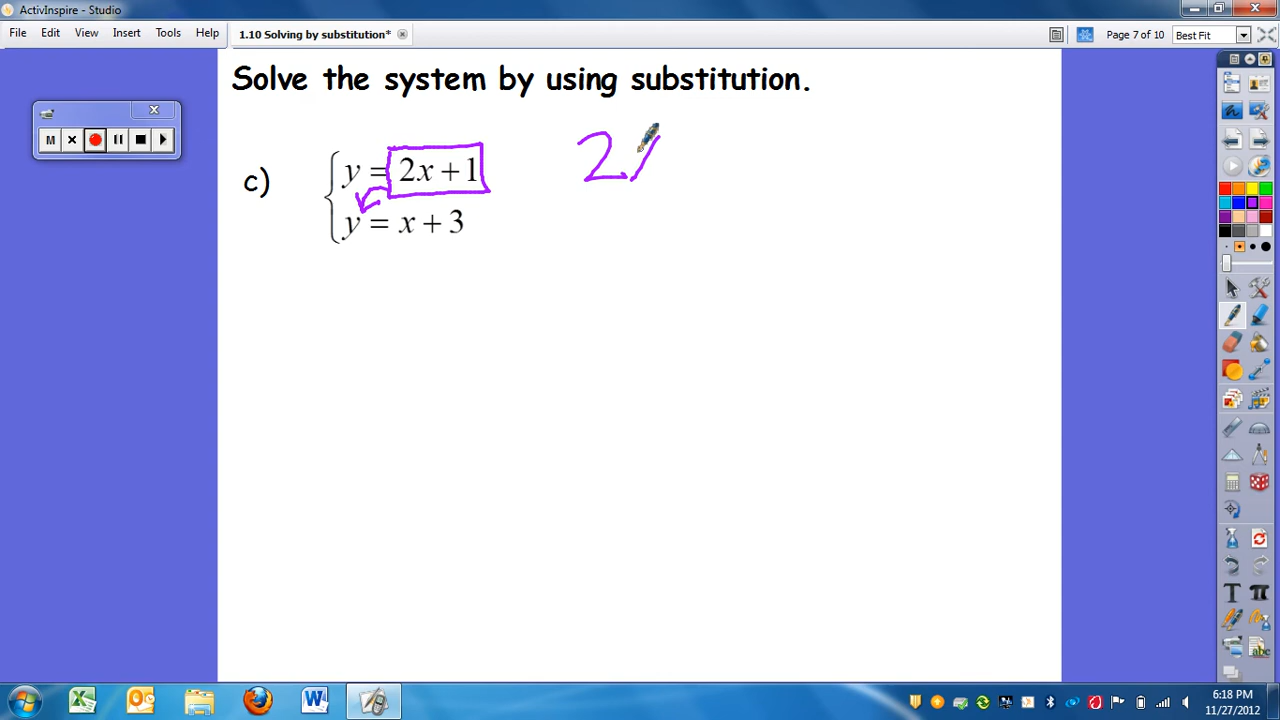 ActivInspire - Studio
File Edit View Insert Tools Help
1.10 Solving by substitution*
Page 7 of 10
Best Fit
Solve the system by using substitution.
M
c)
y = 2x + 1
y = x + 3
2
T π
abc
W
6:18 PM
11/27/2012